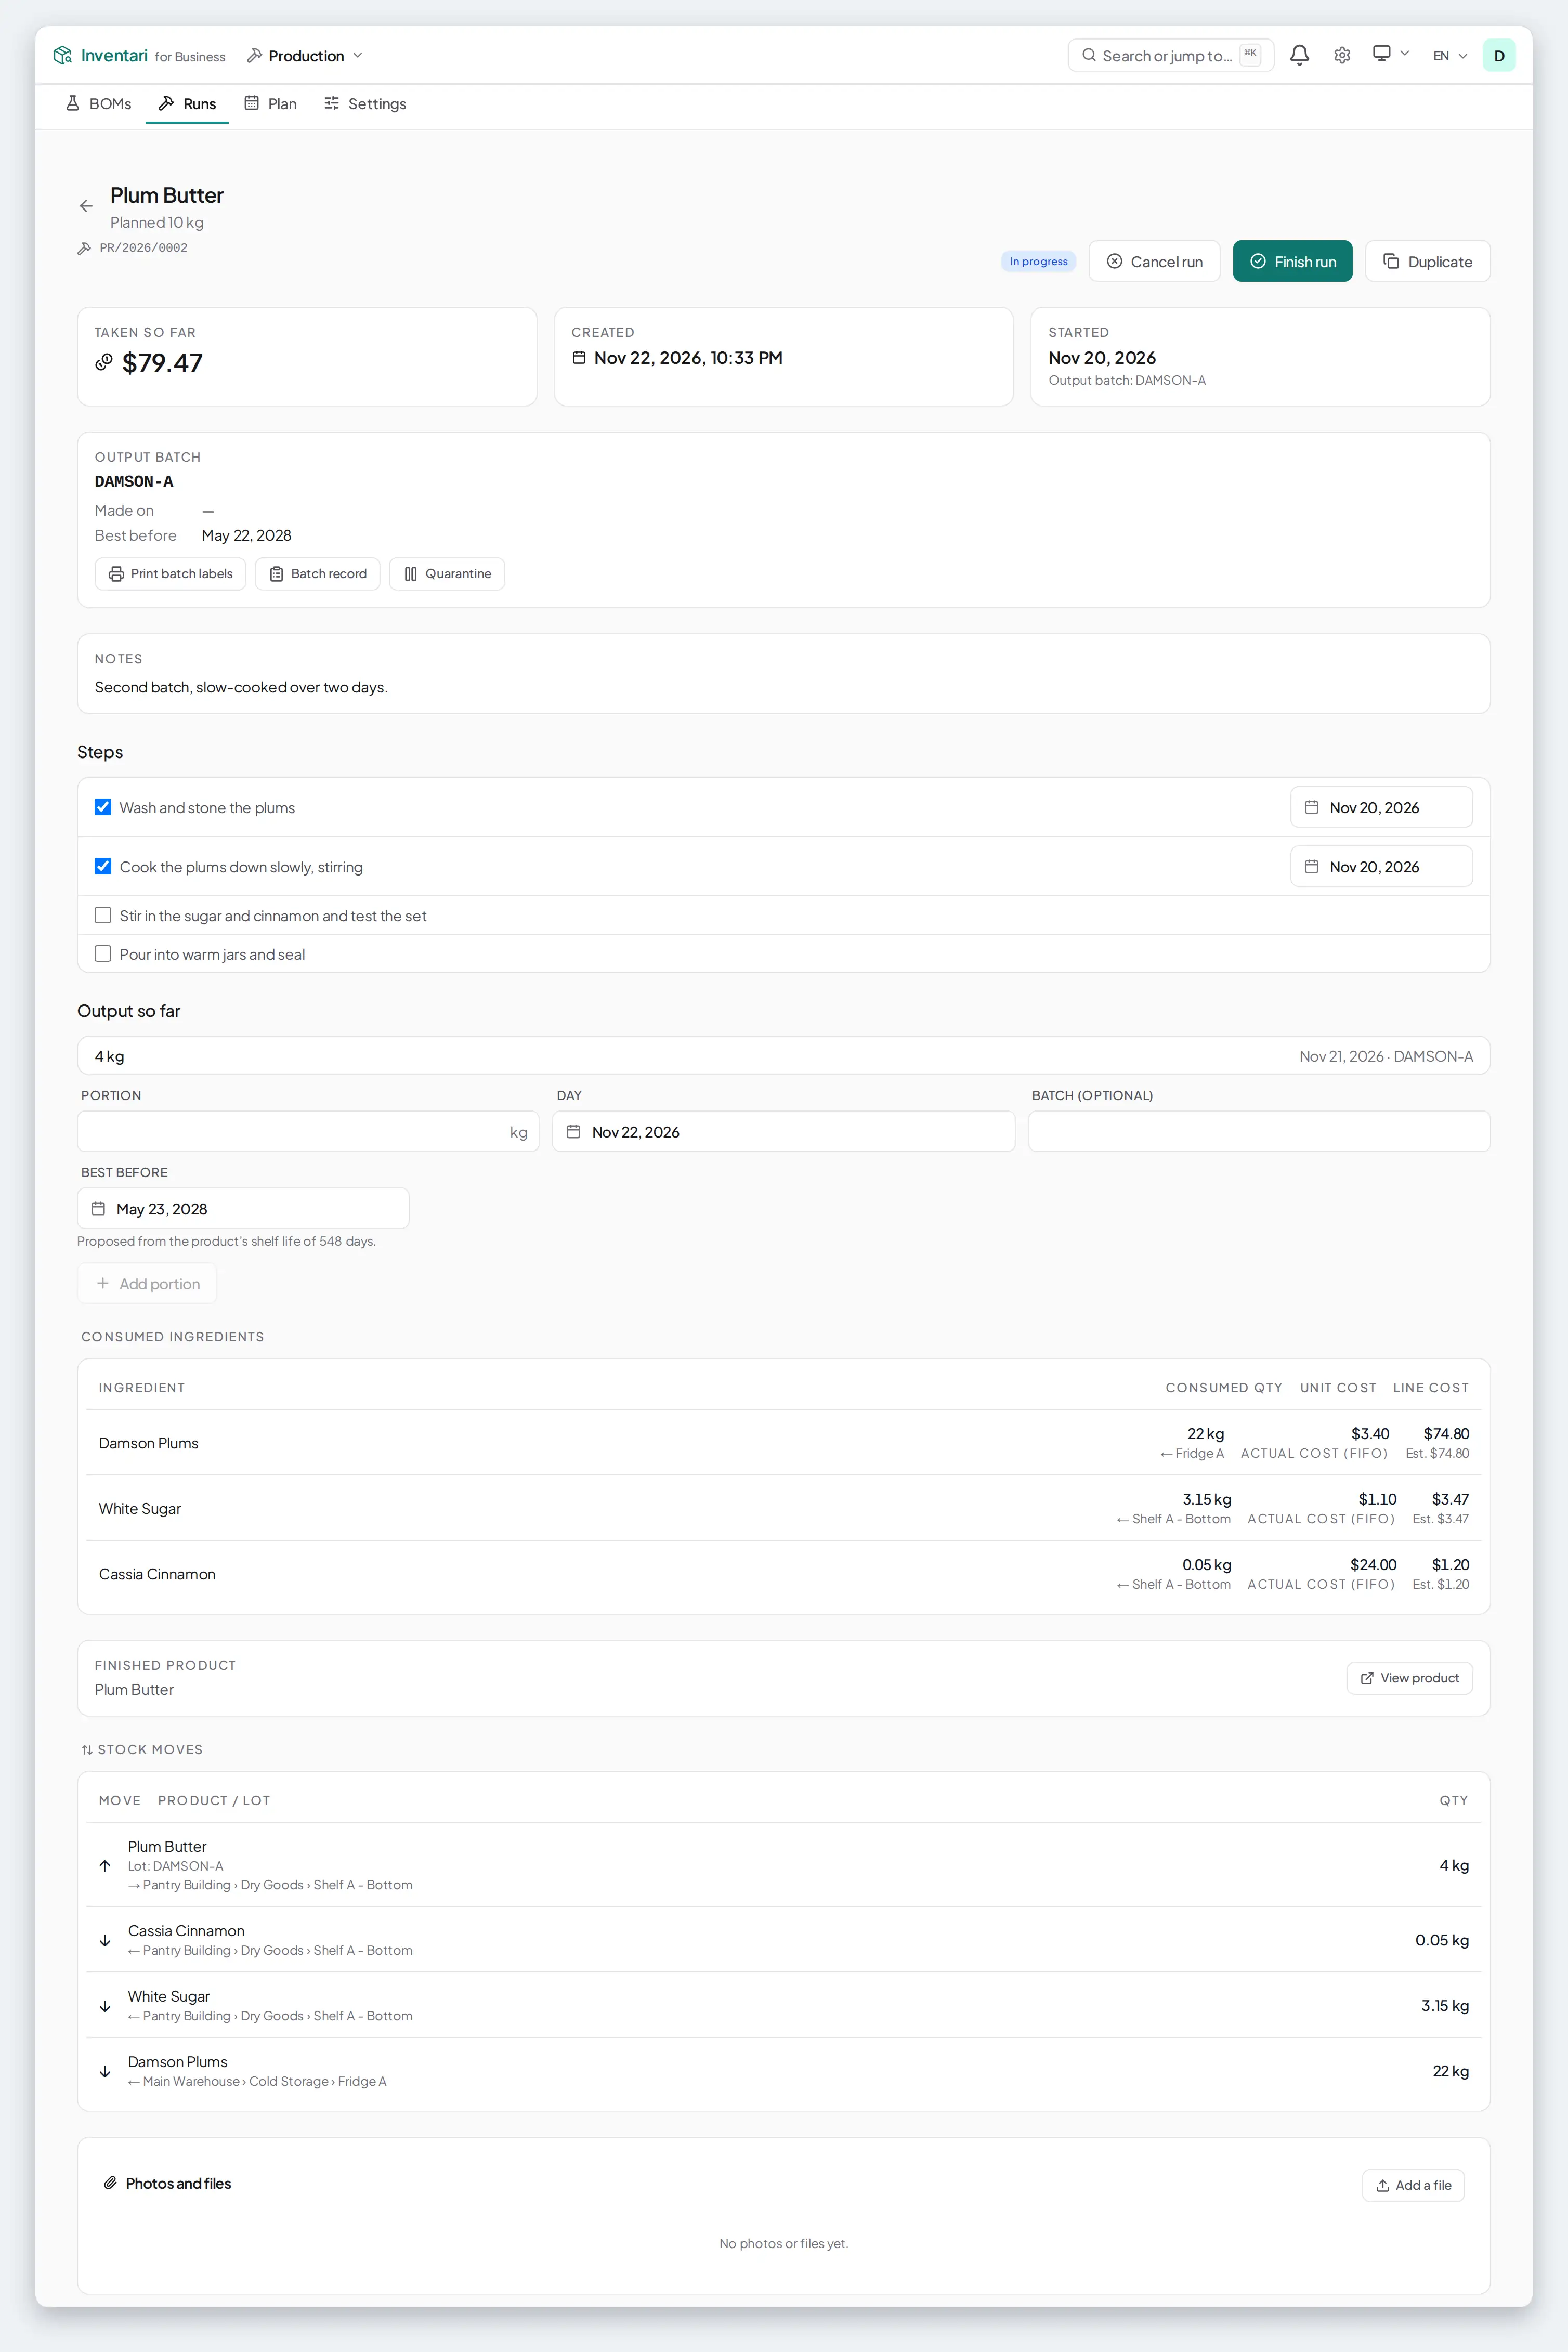 Inventari for Business Production Search or jump to... ⌘K EN D
BOMs Runs Plan Settings
Plum Butter
Planned 10 kg
PR/2026/0002
In progress Cancel run Finish run Duplicate
TAKEN SO FAR
$79.47
CREATED
Nov 22, 2026, 10:33 PM
STARTED
Nov 20, 2026
Output batch: DAMSON-A
OUTPUT BATCH
DAMSON-A
Made on —
Best before May 22, 2028
Print batch labels Batch record Quarantine
NOTES
Second batch, slow-cooked over two days.
Steps
Wash and stone the plums Nov 20, 2026
Cook the plums down slowly, stirring Nov 20, 2026
Stir in the sugar and cinnamon and test the set
Pour into warm jars and seal
Output so far
4 kg Nov 21, 2026 · DAMSON-A
PORTION DAY BATCH (OPTIONAL)
kg Nov 22, 2026
BEST BEFORE
May 23, 2028
Proposed from the product's shelf life of 548 days.
+ Add portion
CONSUMED INGREDIENTS
INGREDIENT CONSUMED QTY UNIT COST LINE COST
Damson Plums 22 kg $3.40 $74.80
← Fridge A ACTUAL COST (FIFO) Est. $74.80
White Sugar 3.15 kg $1.10 $3.47
← Shelf A - Bottom ACTUAL COST (FIFO) Est. $3.47
Cassia Cinnamon 0.05 kg $24.00 $1.20
← Shelf A - Bottom ACTUAL COST (FIFO) Est. $1.20
FINISHED PRODUCT
Plum Butter
View product
STOCK MOVES
MOVE PRODUCT / LOT QTY
Plum Butter
Lot: DAMSON-A
→ Pantry Building › Dry Goods › Shelf A - Bottom
4 kg
Cassia Cinnamon
← Pantry Building › Dry Goods › Shelf A - Bottom
0.05 kg
White Sugar
← Pantry Building › Dry Goods › Shelf A - Bottom
3.15 kg
Damson Plums
← Main Warehouse › Cold Storage › Fridge A
22 kg
Photos and files Add a file
No photos or files yet.